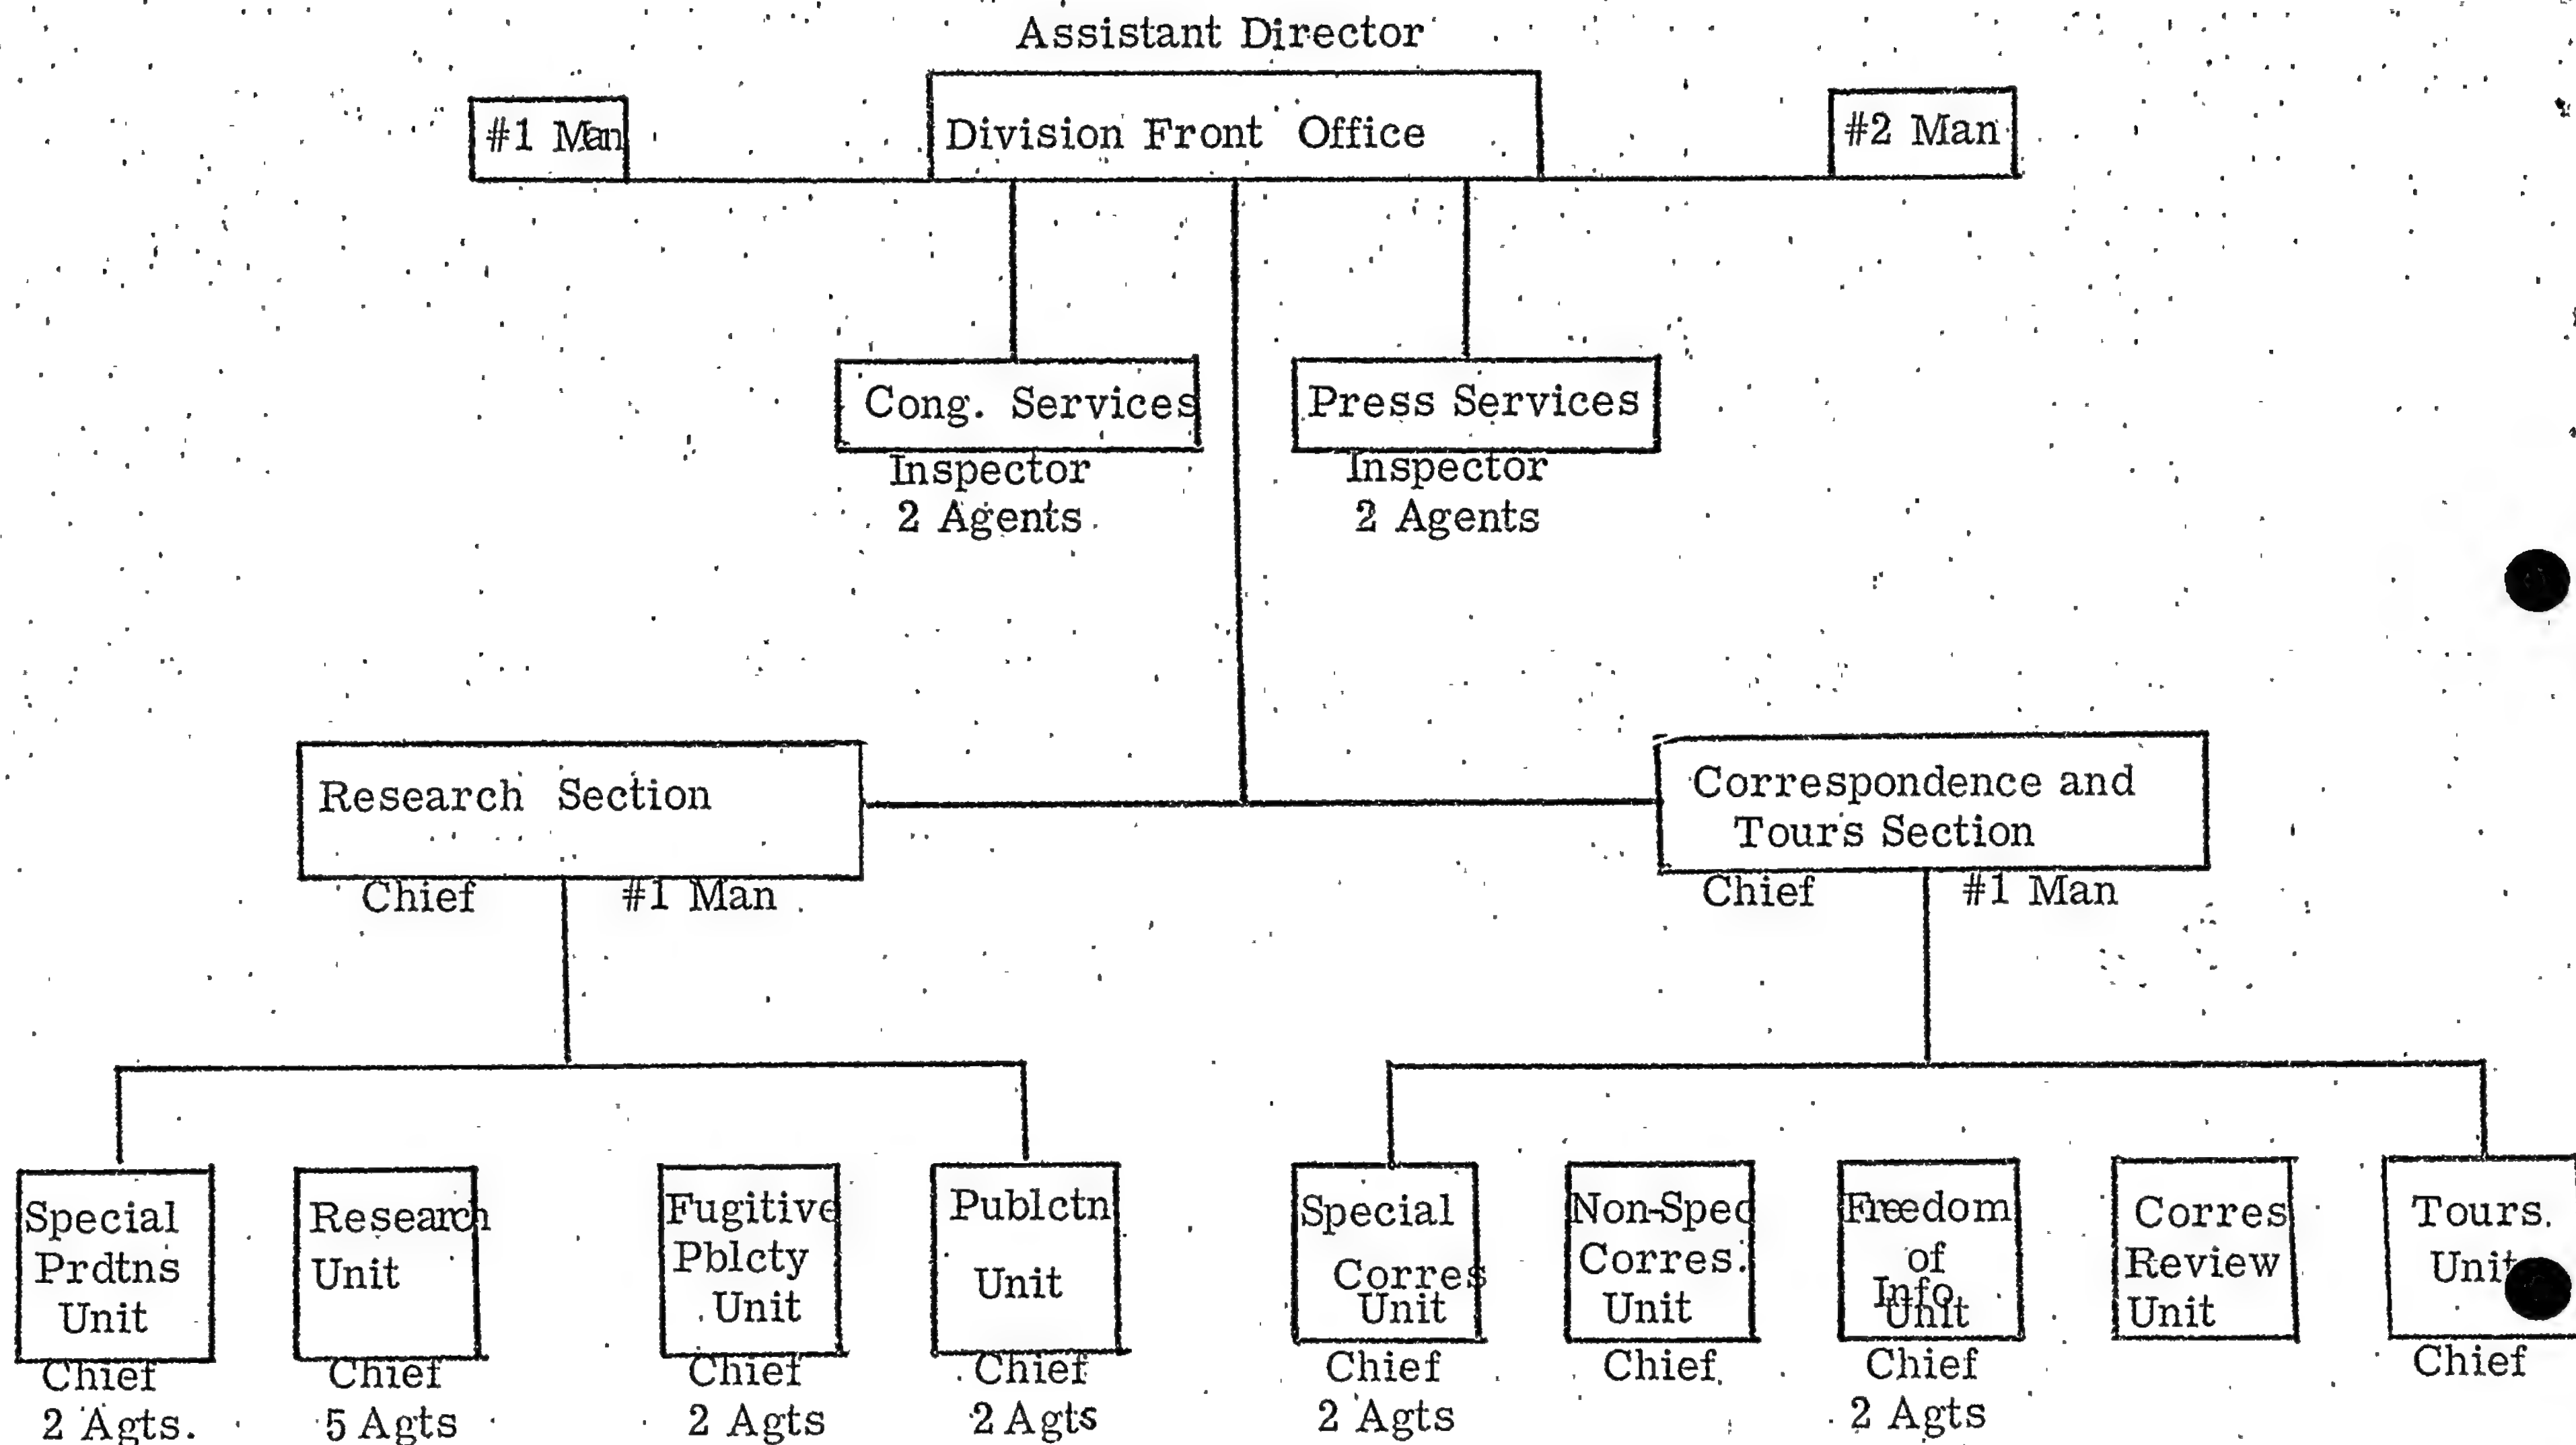 Assistant Director
#1 Man
Division Front Office
#2 Man
Cong. Services
Inspector
2 Agents
Press Services
Inspector
2 Agents
Research Section
Chief #1 Man
Correspondence and
Tours Section
Chief #1 Man
Special
Prdtns
Unit
Chief
2 Agts.
Research
Unit
Chief
5 Agts
Fugitive
Pblcty
Unit
Chief
2 Agts
Publctn
Unit
Chief
2 Agts
Special
Corres
Unit
Chief
2 Agts
Non-Spec
Corres.
Unit
Chief
Freedom
of
Info
Unit
Chief
2 Agts
Corres
Review
Unit
Tours
Unit
Chief